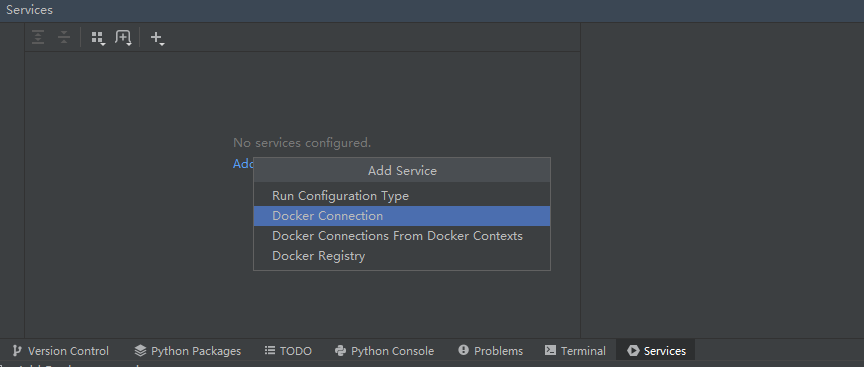 Services
No services configured.
Add
Add Service
Run Configuration Type
Docker Connection
Docker Connections From Docker Contexts
Docker Registry
Version Control Python Packages TODO Python Console Problems Terminal Services